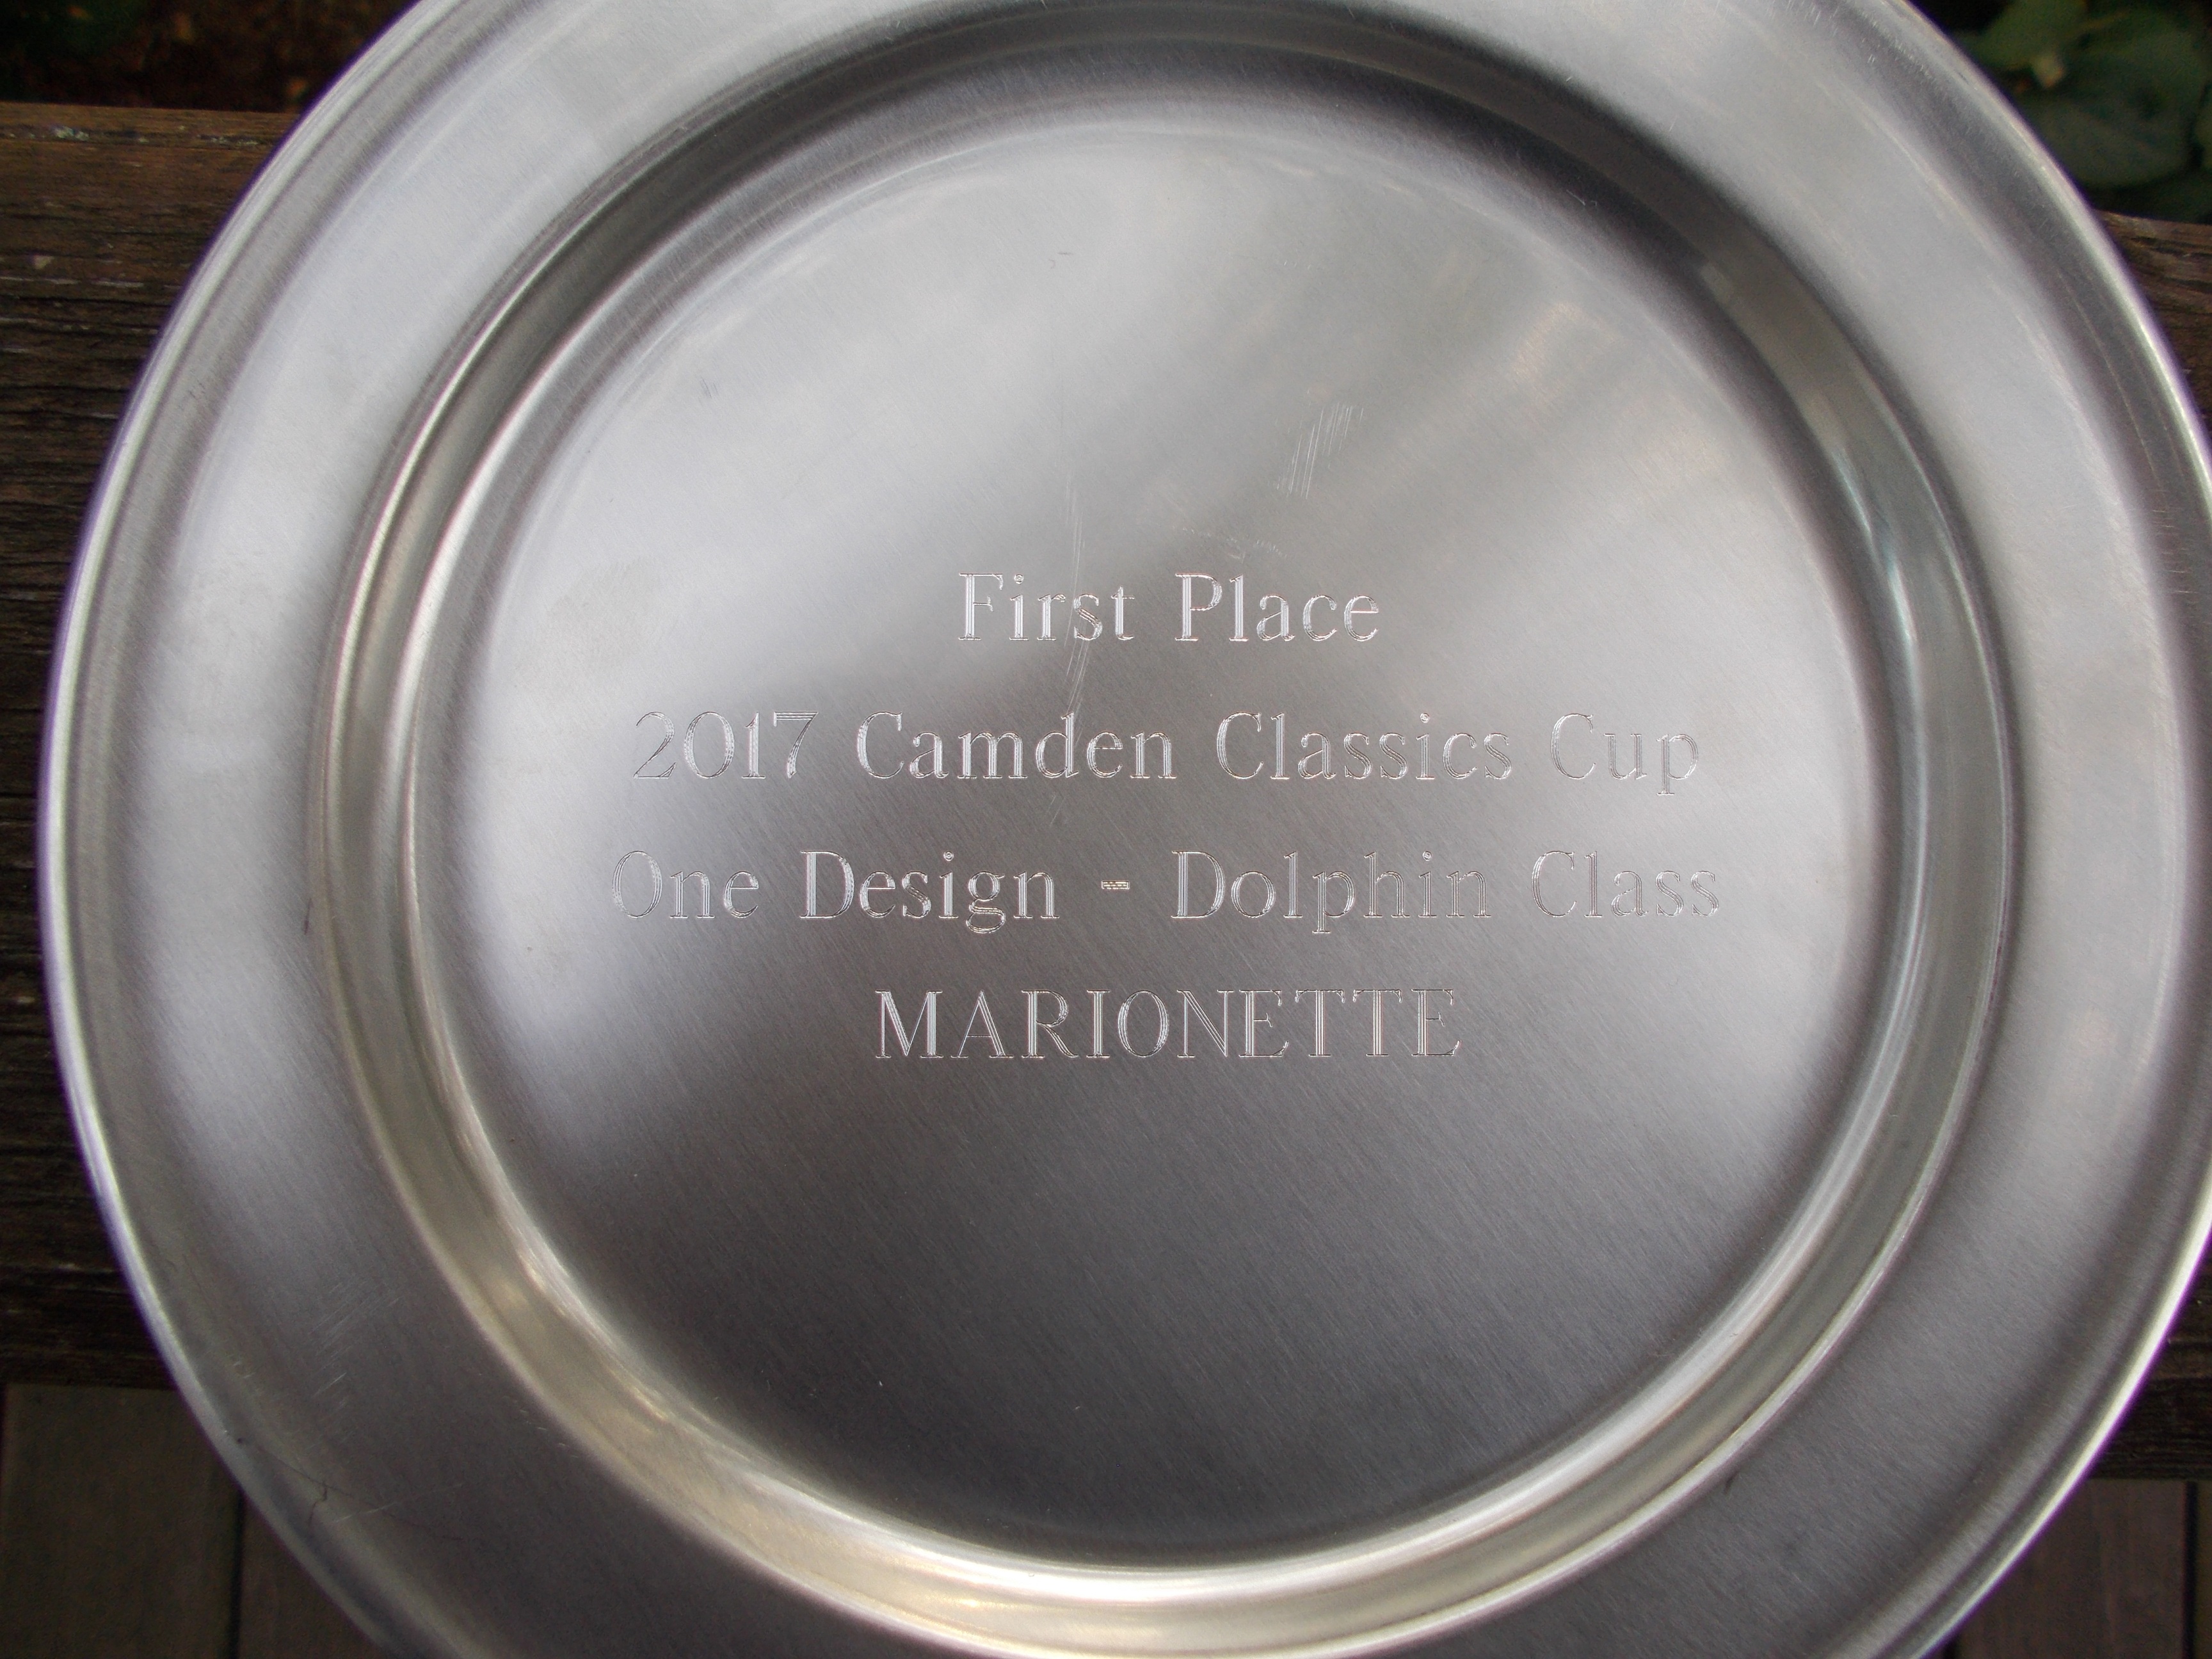 First Place
2017 Camden Classics Cup
One Design - Dolphin Class
MARIONETTE